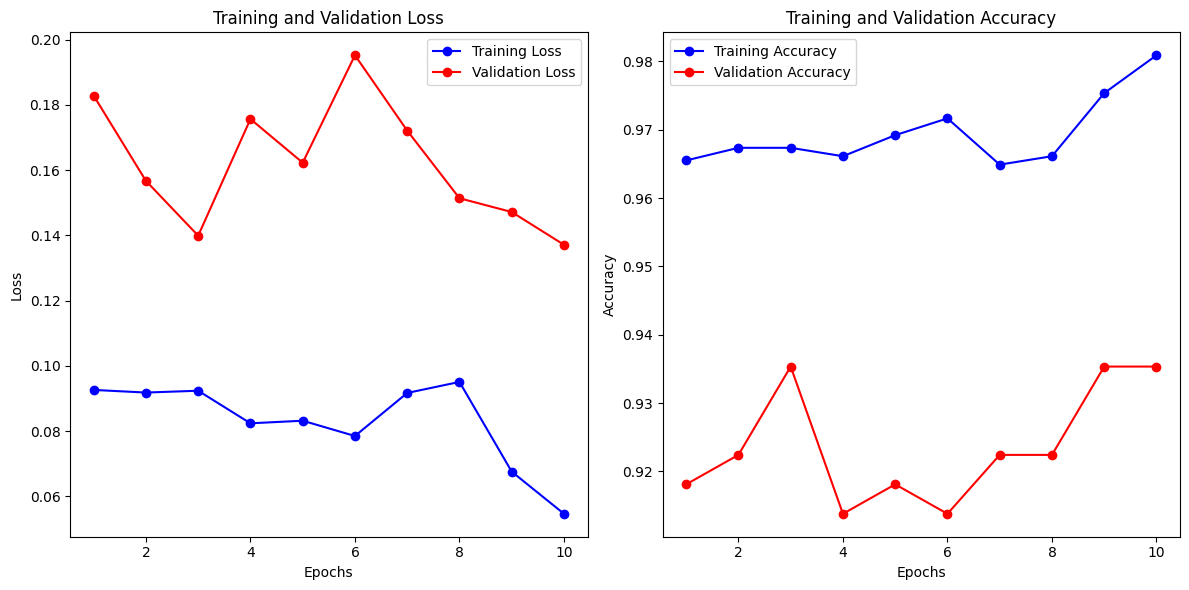 Training and Validation Loss
Training Loss
Validation Loss
0.20
0.18
0.16
0.14
0.12
0.10
0.08
0.06
Loss
2 4 6 8 10
Epochs
Training and Validation Accuracy
Training Accuracy
Validation Accuracy
0.98
0.97
0.96
0.95
0.94
0.93
0.92
Accuracy
2 4 6 8 10
Epochs